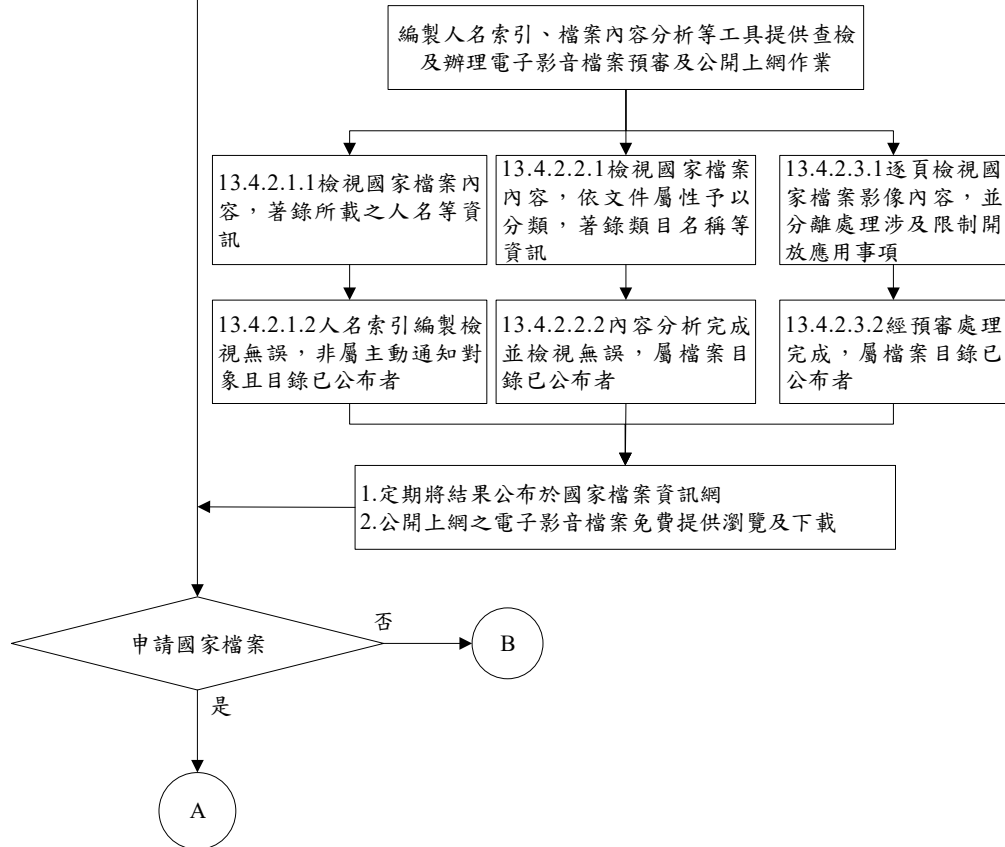 編製人名索引、檔案內容分析等工具提供查檢
及辦理電子影音檔案預審及公開上網作業
13.4.2.1.1檢視國家檔案內
容，著錄所載之人名等資
訊
13.4.2.2.1檢視國家檔案
內容，依文件屬性予以
分類，著錄類目名稱等
資訊
13.4.2.3.1逐頁檢視國
家檔案影像內容，並
分離處理涉及限制開
放應用事項
13.4.2.1.2人名索引編製檢
視無誤，非屬主動通知對
象且目錄已公布者
13.4.2.2.2內容分析完成
並檢視無誤，屬檔案目
錄已公布者
13.4.2.3.2經預審處理
完成，屬檔案目錄已
公布者
1.定期將結果公布於國家檔案資訊網
2.公開上網之電子影音檔案免費提供瀏覽及下載
申請國家檔案
否
B
是
A